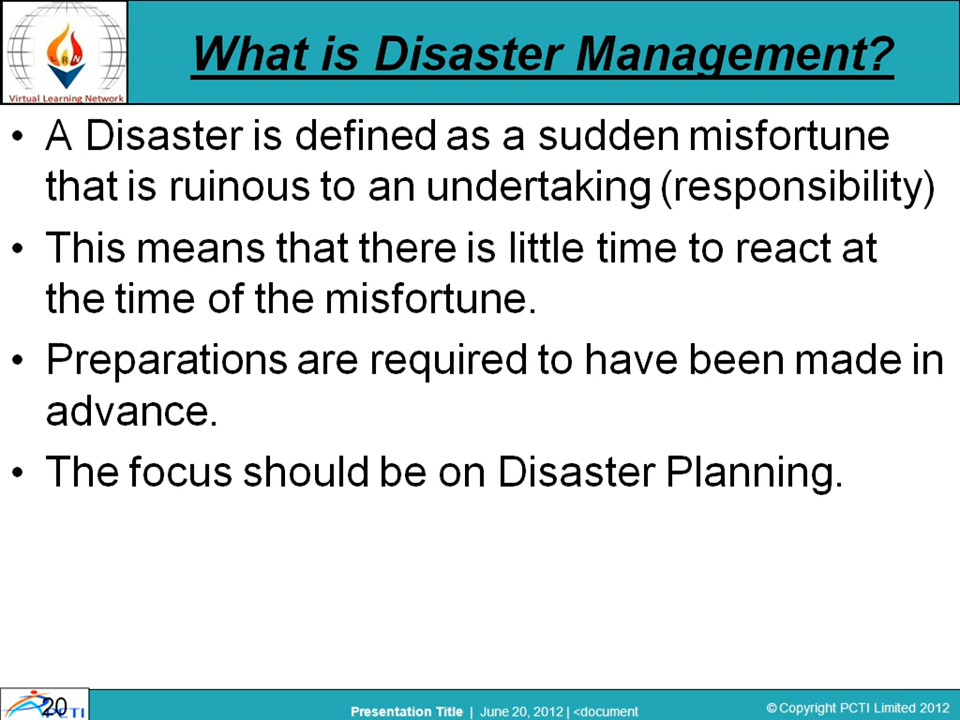 What is Disaster Management?
RN
Virtual Learning Network
• A Disaster is defined as a sudden misfortune
that is ruinous to an undertaking (responsibility)
• This means that there is little time to react at
the time of the misfortune.
• Preparations are required to have been made in
advance.
• The focus should be on Disaster Planning.
20
PCTI
Presentation Title | June 20, 2012 | <document
© Copyright PCTI Limited 2012